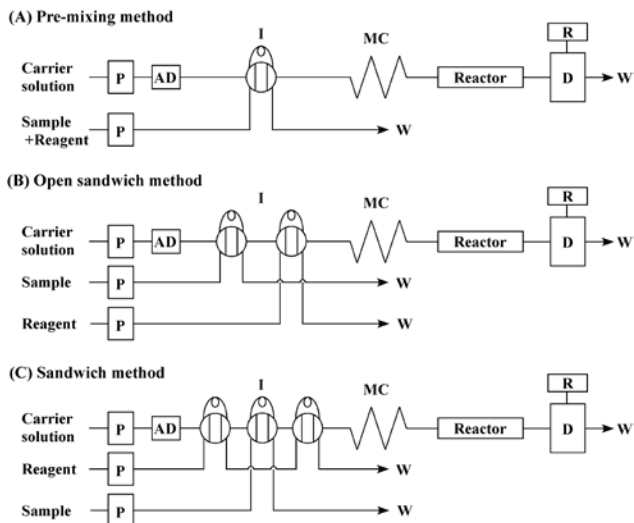 (A) Pre-mixing method
I
MC
R
Carrier
solution
P
AD
Reactor
D
W
Sample
+Reagent
P
W
(B) Open sandwich method
I
MC
R
Carrier
solution
P
AD
Reactor
D
W
Sample
P
W
Reagent
P
W
(C) Sandwich method
I
MC
R
Carrier
solution
P
AD
Reactor
D
W
Reagent
P
W
Sample
P
W